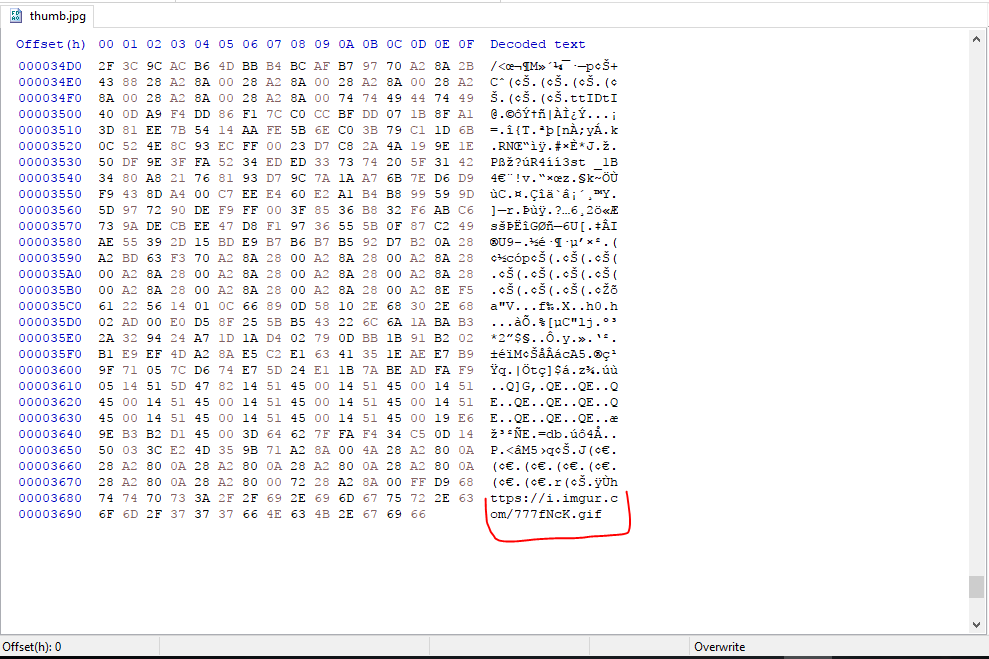 thumb.jpg
Offset(h) 00 01 02 03 04 05 06 07 08 09 0A 0B 0C 0D 0E 0F Decoded text
000034D0 2F 3C 9C AC B6 4D BB B4 BC AF B7 97 70 A2 8A 2B /<œ¬¶M»´¼¯·—p¢Š+
000034E0 43 88 28 A2 8A 00 28 A2 8A 00 28 A2 8A 00 28 A2 Cˆ(¢Š.(¢Š.(¢Š.(¢
000034F0 8A 00 28 A2 8A 00 28 A2 8A 00 74 74 49 44 74 49 Š.(¢Š.(¢Š.ttIDtI
00003500 40 0D A9 F4 DD 86 F1 7C C0 CC BF DD 07 1B 8F A1 @.©ôÝ†ñ|ÀÌ¿Ý...¡
00003510 3D 81 EE 7B 54 14 AA FE 5B 6E C0 3B 79 C1 1D 6B =.î{T.ªþ[nÀ;yÁ.k
00003520 0C 52 4E 8C 93 EC FF 00 23 D7 C8 2A 4A 19 9E 1E .RNŒ“ìÿ.#×È*J.ž.
00003530 50 DF 9E 3F FA 52 34 ED ED 33 73 74 20 5F 31 42 Pßž?úR4íí3st _1B
00003540 34 80 A8 21 76 81 93 D7 9C 7A 1A A7 6B 7E D6 D9 4€¨!v.“×œz.§k~ÖÙ
00003550 F9 43 8D A4 00 C7 EE E4 60 E2 A1 B4 B8 99 59 9D ùC.¤.Çîä`â¡´¸™Y.
00003560 5D 97 72 90 DE F9 FF 00 3F 85 36 B8 32 F6 AB C6 ]—r.Þùÿ.?…6¸2ö«Æ
00003570 73 9A DE CB EE 47 D8 F1 97 36 55 5B 0F 87 C2 49 sšÞËîGØñ—6U[.‡ÂI
00003580 AE 55 39 2D 15 BD E9 B7 B6 B7 B5 92 D7 B2 0A 28 ®U9-.½é·¶·µ’×².(
00003590 A2 BD 63 F3 70 A2 8A 28 00 A2 8A 28 00 A2 8A 28 ¢½cóp¢Š(.¢Š(.¢Š(
000035A0 00 A2 8A 28 00 A2 8A 28 00 A2 8A 28 00 A2 8A 28 .¢Š(.¢Š(.¢Š(.¢Š(
000035B0 00 A2 8A 28 00 A2 8A 28 00 A2 8A 28 00 A2 8E F5 .¢Š(.¢Š(.¢Š(.¢Žõ
000035C0 61 22 56 14 01 0C 66 89 0D 58 10 2E 68 30 2E 68 a"V...f‰.X..h0.h
000035D0 02 AD 00 E0 D5 8F 25 5B B5 43 22 6C 6A 1A BA B3 ...àÕ.%[µC"lj.º³
000035E0 2A 32 94 24 A7 1D 1A D4 02 79 0D BB 1B 91 B2 02 *2”$§..Ô.y.».‘².
000035F0 B1 E9 EF 4D A2 8A E5 C2 E1 63 41 35 1E AE E7 B9 ±éïM¢ŠåÂácA5.®ç¹
00003600 9F 71 05 7C D6 74 E7 5D 24 E1 1B 7A BE AD FA F9 Ÿq.|Ötç]$á.z¾.úù
00003610 05 14 51 5D 47 82 14 51 45 00 14 51 45 00 14 51 ..Q]G‚.QE..QE..Q
00003620 45 00 14 51 45 00 14 51 45 00 14 51 45 00 14 51 E..QE..QE..QE..Q
00003630 45 00 14 51 45 00 14 51 45 00 14 51 45 00 19 E6 E..QE..QE..QE..æ
00003640 9E B3 B2 D1 45 00 3D 64 62 7F FA F4 34 C5 0D 14 ž³²ÑE.=db.úô4Å..
00003650 50 03 3C E2 4D 35 9B 71 A2 8A 00 4A 28 A2 80 0A P.<âM5›q¢Š.J(¢€.
00003660 28 A2 80 0A 28 A2 80 0A 28 A2 80 0A 28 A2 80 0A (¢€.(¢€.(¢€.(¢€.
00003670 28 A2 80 0A 28 A2 80 00 72 28 A2 8A 00 FF D9 68 (¢€.(¢€.r(¢Š.ÿÙh
00003680 74 74 70 73 3A 2F 2F 69 2E 69 6D 67 75 72 2E 63 ttps://i.imgur.c
00003690 6F 6D 2F 37 37 37 66 4E 63 4B 2E 67 69 66 om/777fNcK.gif
Offset(h): 0 Overwrite